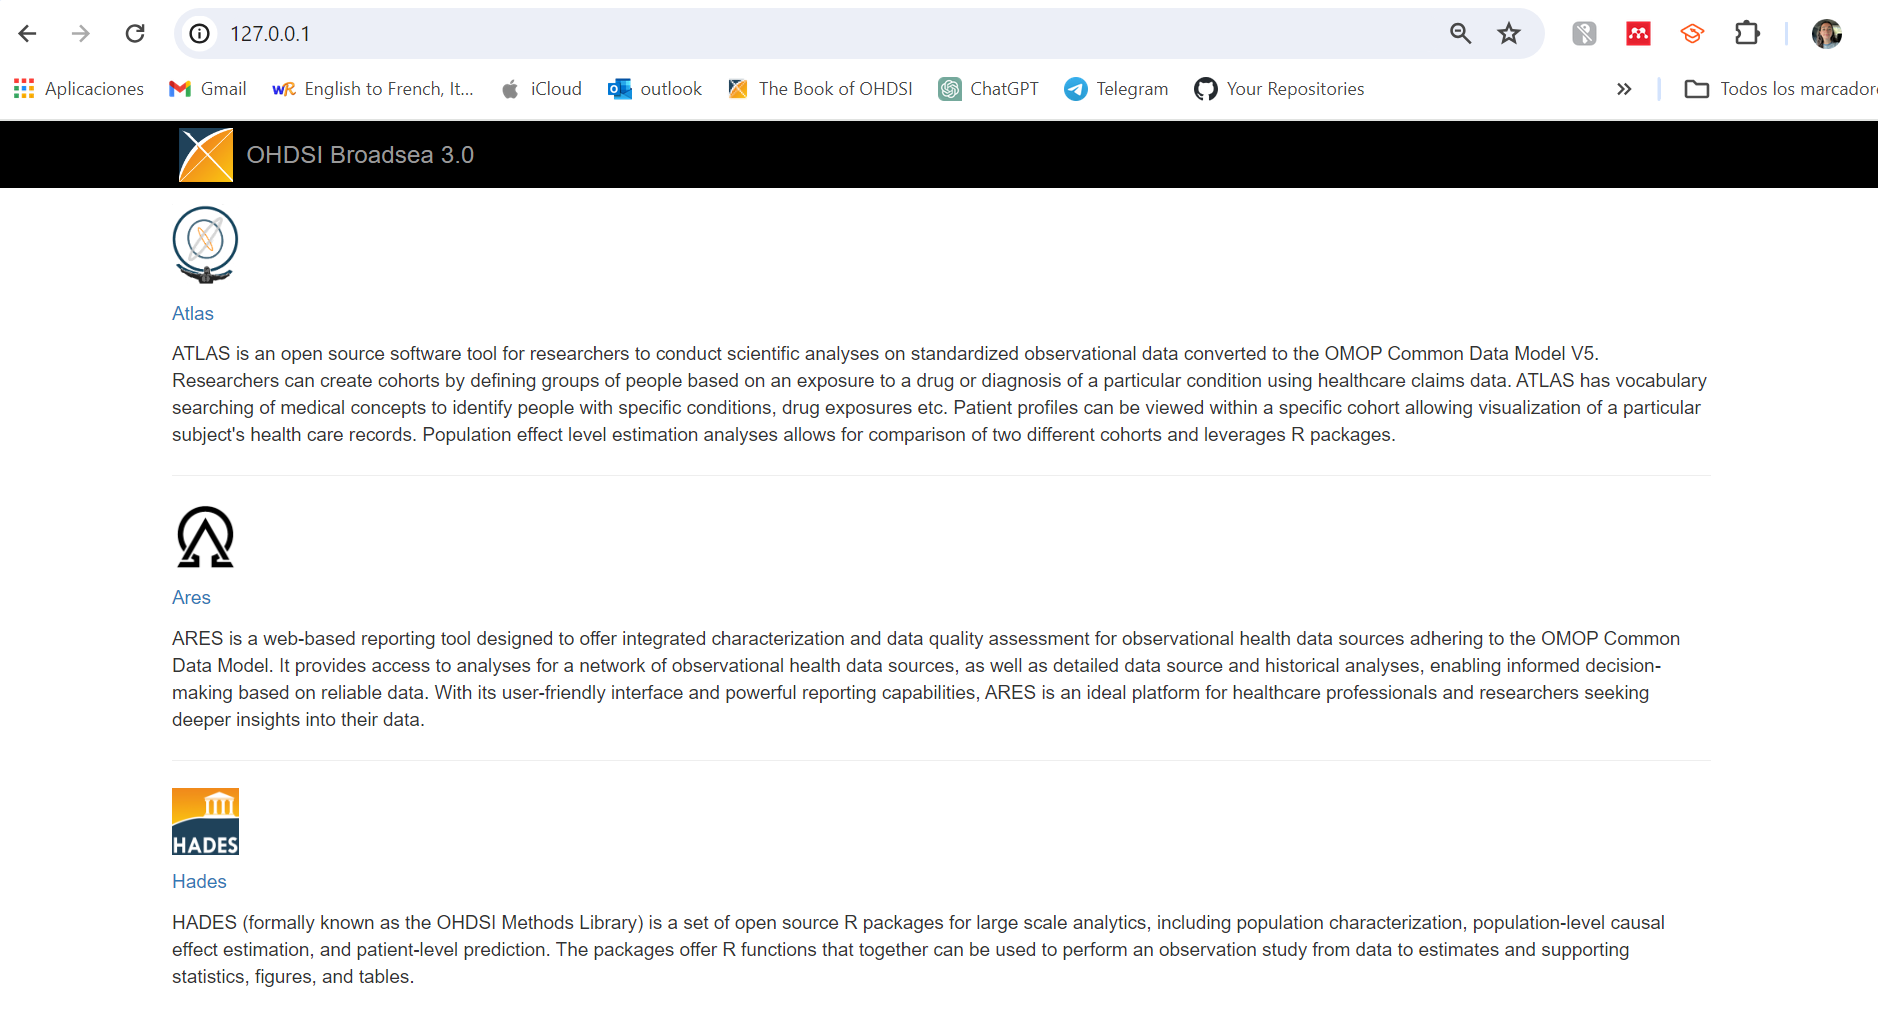 127.0.0.1
Aplicaciones Gmail English to French, It... iCloud outlook The Book of OHDSI ChatGPT Telegram Your Repositories Todos los marcador
OHDSI Broadsea 3.0
Atlas
ATLAS is an open source software tool for researchers to conduct scientific analyses on standardized observational data converted to the OMOP Common Data Model V5.
Researchers can create cohorts by defining groups of people based on an exposure to a drug or diagnosis of a particular condition using healthcare claims data. ATLAS has vocabulary
searching of medical concepts to identify people with specific conditions, drug exposures etc. Patient profiles can be viewed within a specific cohort allowing visualization of a particular
subject's health care records. Population effect level estimation analyses allows for comparison of two different cohorts and leverages R packages.
Ares
ARES is a web-based reporting tool designed to offer integrated characterization and data quality assessment for observational health data sources adhering to the OMOP Common
Data Model. It provides access to analyses for a network of observational health data sources, as well as detailed data source and historical analyses, enabling informed decision-
making based on reliable data. With its user-friendly interface and powerful reporting capabilities, ARES is an ideal platform for healthcare professionals and researchers seeking
deeper insights into their data.
HADES
Hades
HADES (formally known as the OHDSI Methods Library) is a set of open source R packages for large scale analytics, including population characterization, population-level causal
effect estimation, and patient-level prediction. The packages offer R functions that together can be used to perform an observation study from data to estimates and supporting
statistics, figures, and tables.